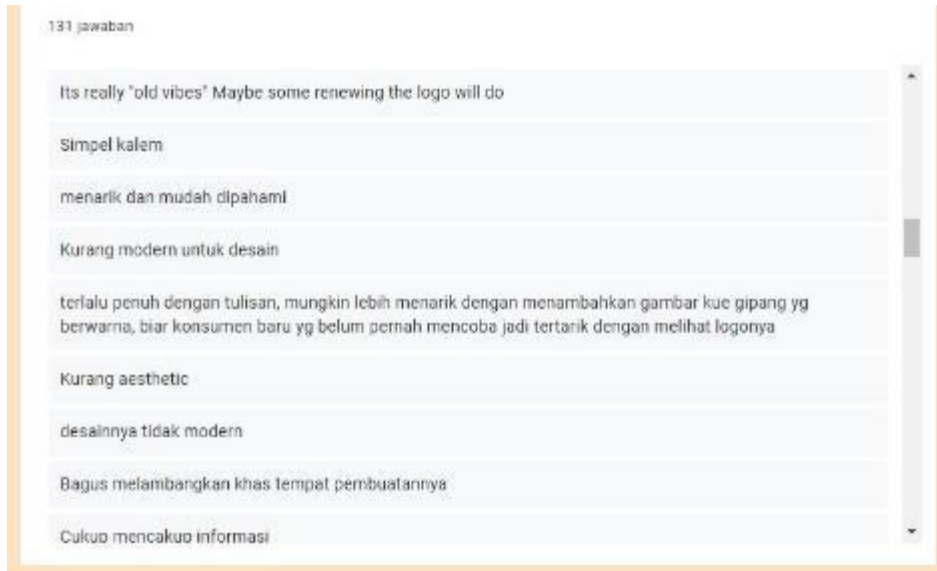 131 jawaban
Its really "old vibes" Maybe some renewing the logo will do
Simpel kalem
menarik dan mudah dipahami
Kurang modern untuk desain
terlalu penuh dengan tulisan, mungkin lebih menarik dengan menambahkan gambar kue gipang yg
berwarna, biar konsumen baru yg belum pernah mencoba jadi tertarik dengan melihat logonya
Kurang aesthetic
desainnya tidak modern
Bagus melambangkan khas tempat pembuatannya
Cukup mencakup informasi